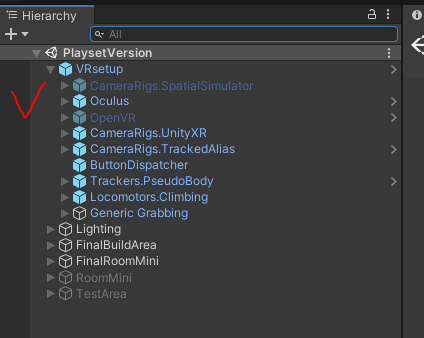 Hierarchy
All
PlaysetVersion
VRsetup
CameraRigs.SpatialSimulator
Oculus
OpenVR
CameraRigs.UnityXR
CameraRigs.TrackedAlias
ButtonDispatcher
Trackers.PseudoBody
Locomotors.Climbing
Generic Grabbing
Lighting
FinalBuildArea
FinalRoomMini
RoomMini
TestArea